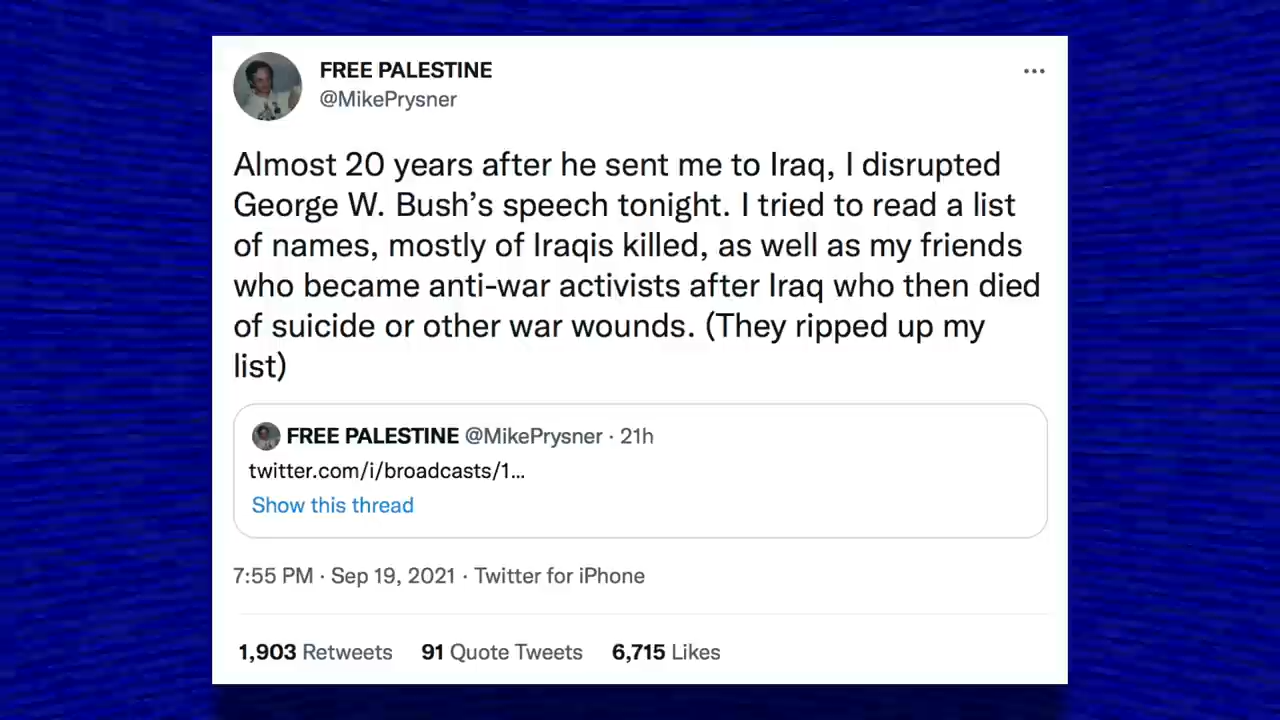 FREE PALESTINE
@MikePrysner
Almost 20 years after he sent me to Iraq, I disrupted
George W. Bush’s speech tonight. I tried to read a list
of names, mostly of Iraqis killed, as well as my friends
who became anti-war activists after Iraq who then died
of suicide or other war wounds. (They ripped up my
list)
FREE PALESTINE @MikePrysner · 21h
twitter.com/i/broadcasts/1...
Show this thread
7:55 PM · Sep 19, 2021 · Twitter for iPhone
1,903 Retweets 91 Quote Tweets 6,715 Likes